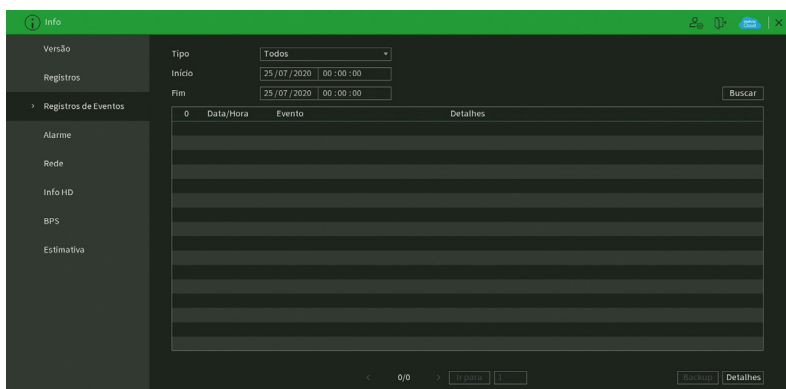 Info
Cloud
Versão
Registros
Registros de Eventos
Alarme
Rede
Info HD
BPS
Estimativa
Tipo Todos
Início 25/07/2020 00:00:00
Fim 25/07/2020 00:00:00
Buscar
0 Data/Hora Evento Detalhes
< 0/0 > Ir para 1
Backup Detalhes